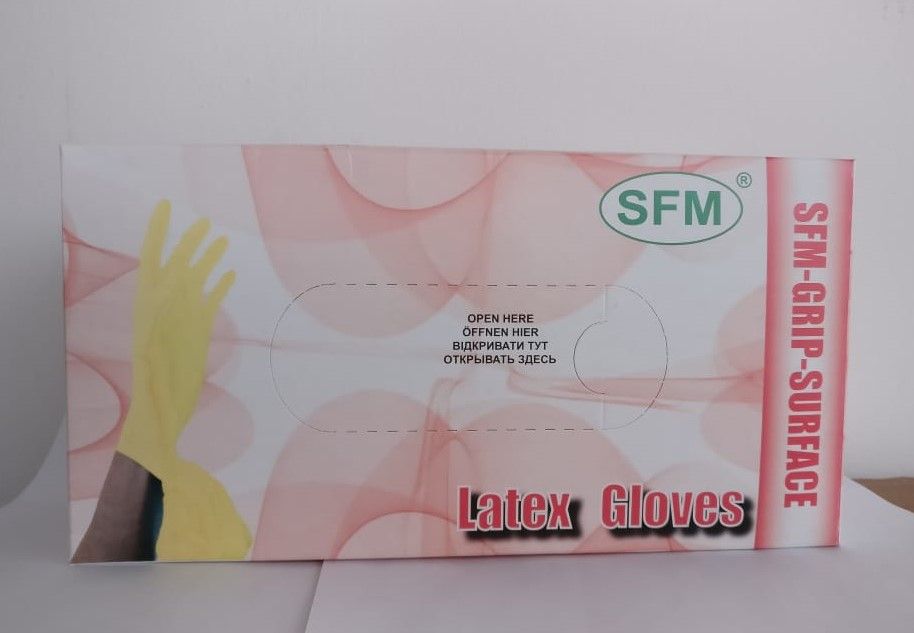 SFM®
OPEN HERE
ÖFFNEN HIER
ВІДКРИВАТИ ТУТ
ОТКРЫВАТЬ ЗДЕСЬ
Latex Gloves
SFM-GRIP-SURFACE